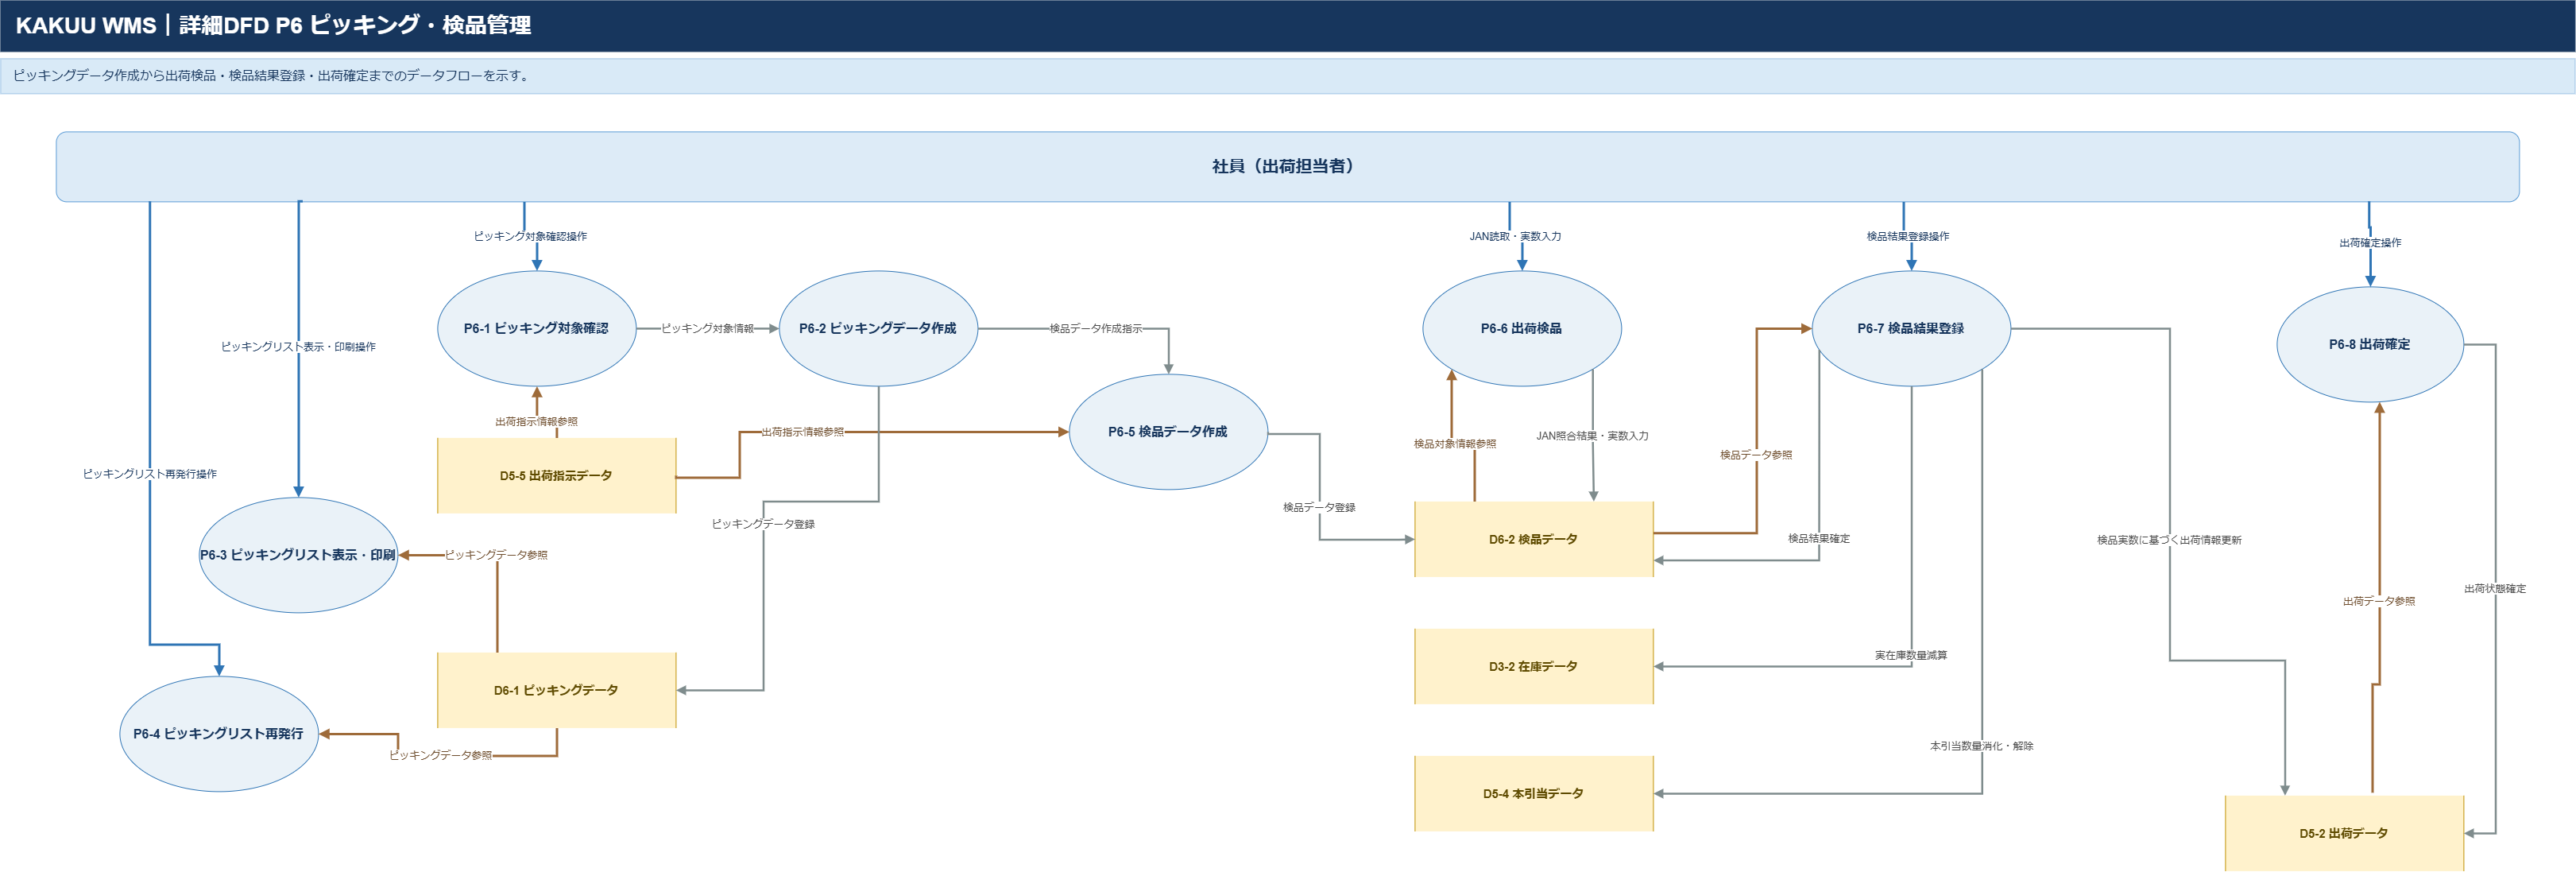 KAKUU WMS｜詳細DFD P6 ピッキング・検品管理
ピッキングデータ作成から出荷検品・検品結果登録・出荷確定までのデータフローを示す。
社員（出荷担当者）
ピッキング対象確認操作
JAN読取・実数入力
検品結果登録操作
出荷確定操作
P6-1 ピッキング対象確認
ピッキング対象情報
P6-2 ピッキングデータ作成
検品データ作成指示
P6-6 出荷検品
P6-7 検品結果登録
P6-8 出荷確定
ピッキングリスト表示・印刷操作
出荷指示情報参照
出荷指示情報参照
P6-5 検品データ作成
検品対象情報参照
JAN照合結果・実数入力
検品データ参照
ピッキングリスト再発行操作
D5-5 出荷指示データ
ピッキングデータ登録
検品データ登録
D6-2 検品データ
検品結果確定
検品実数に基づく出荷情報更新
P6-3 ピッキングリスト表示・印刷
ピッキングデータ参照
出荷状態確定
出荷データ参照
実在庫数量減算
D3-2 在庫データ
D6-1 ピッキングデータ
P6-4 ピッキングリスト再発行
ピッキングデータ参照
本引当数量消化・解除
D5-4 本引当データ
D5-2 出荷データ